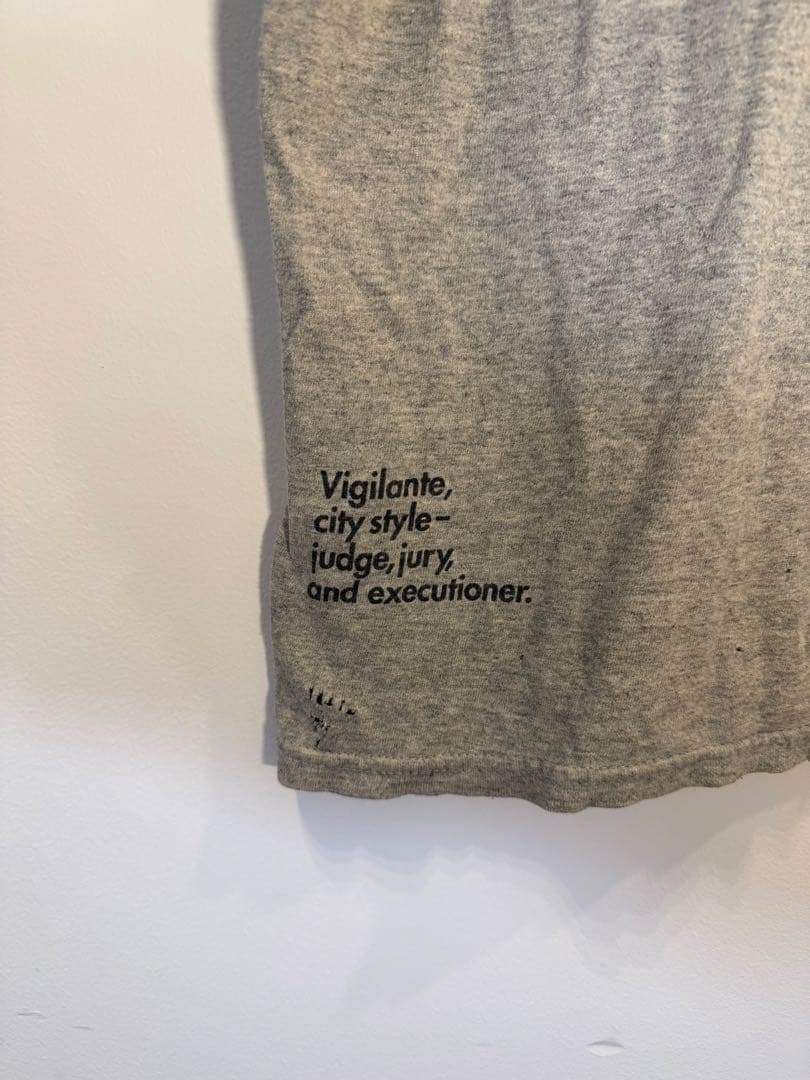 Vigilante,
city style-
judge, jury,
and executioner.